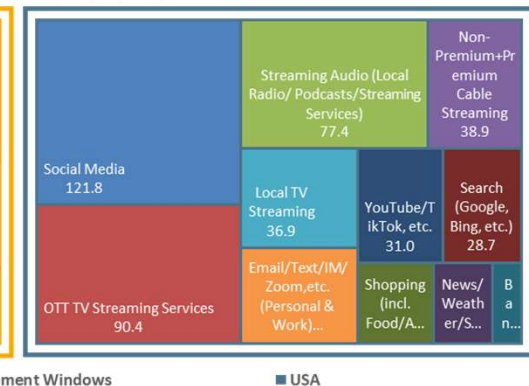 Social Media
121.8
OTT TV Streaming Services
90.4
Streaming Audio (Local
Radio/ Podcasts/Streaming
Services)
77.4
Non-
Premium+Pr
emium
Cable
Streaming
38.9
Local TV
Streaming
36.9
YouTube/T
ikTok, etc.
31.0
Search
(Google,
Bing, etc.)
28.7
Email/Text/IM/
Zoom,etc.
(Personal &
Work)...
Shopping
(incl.
Food/A...
News/
Weath
er/S...
B
a
n...
ment Windows
USA